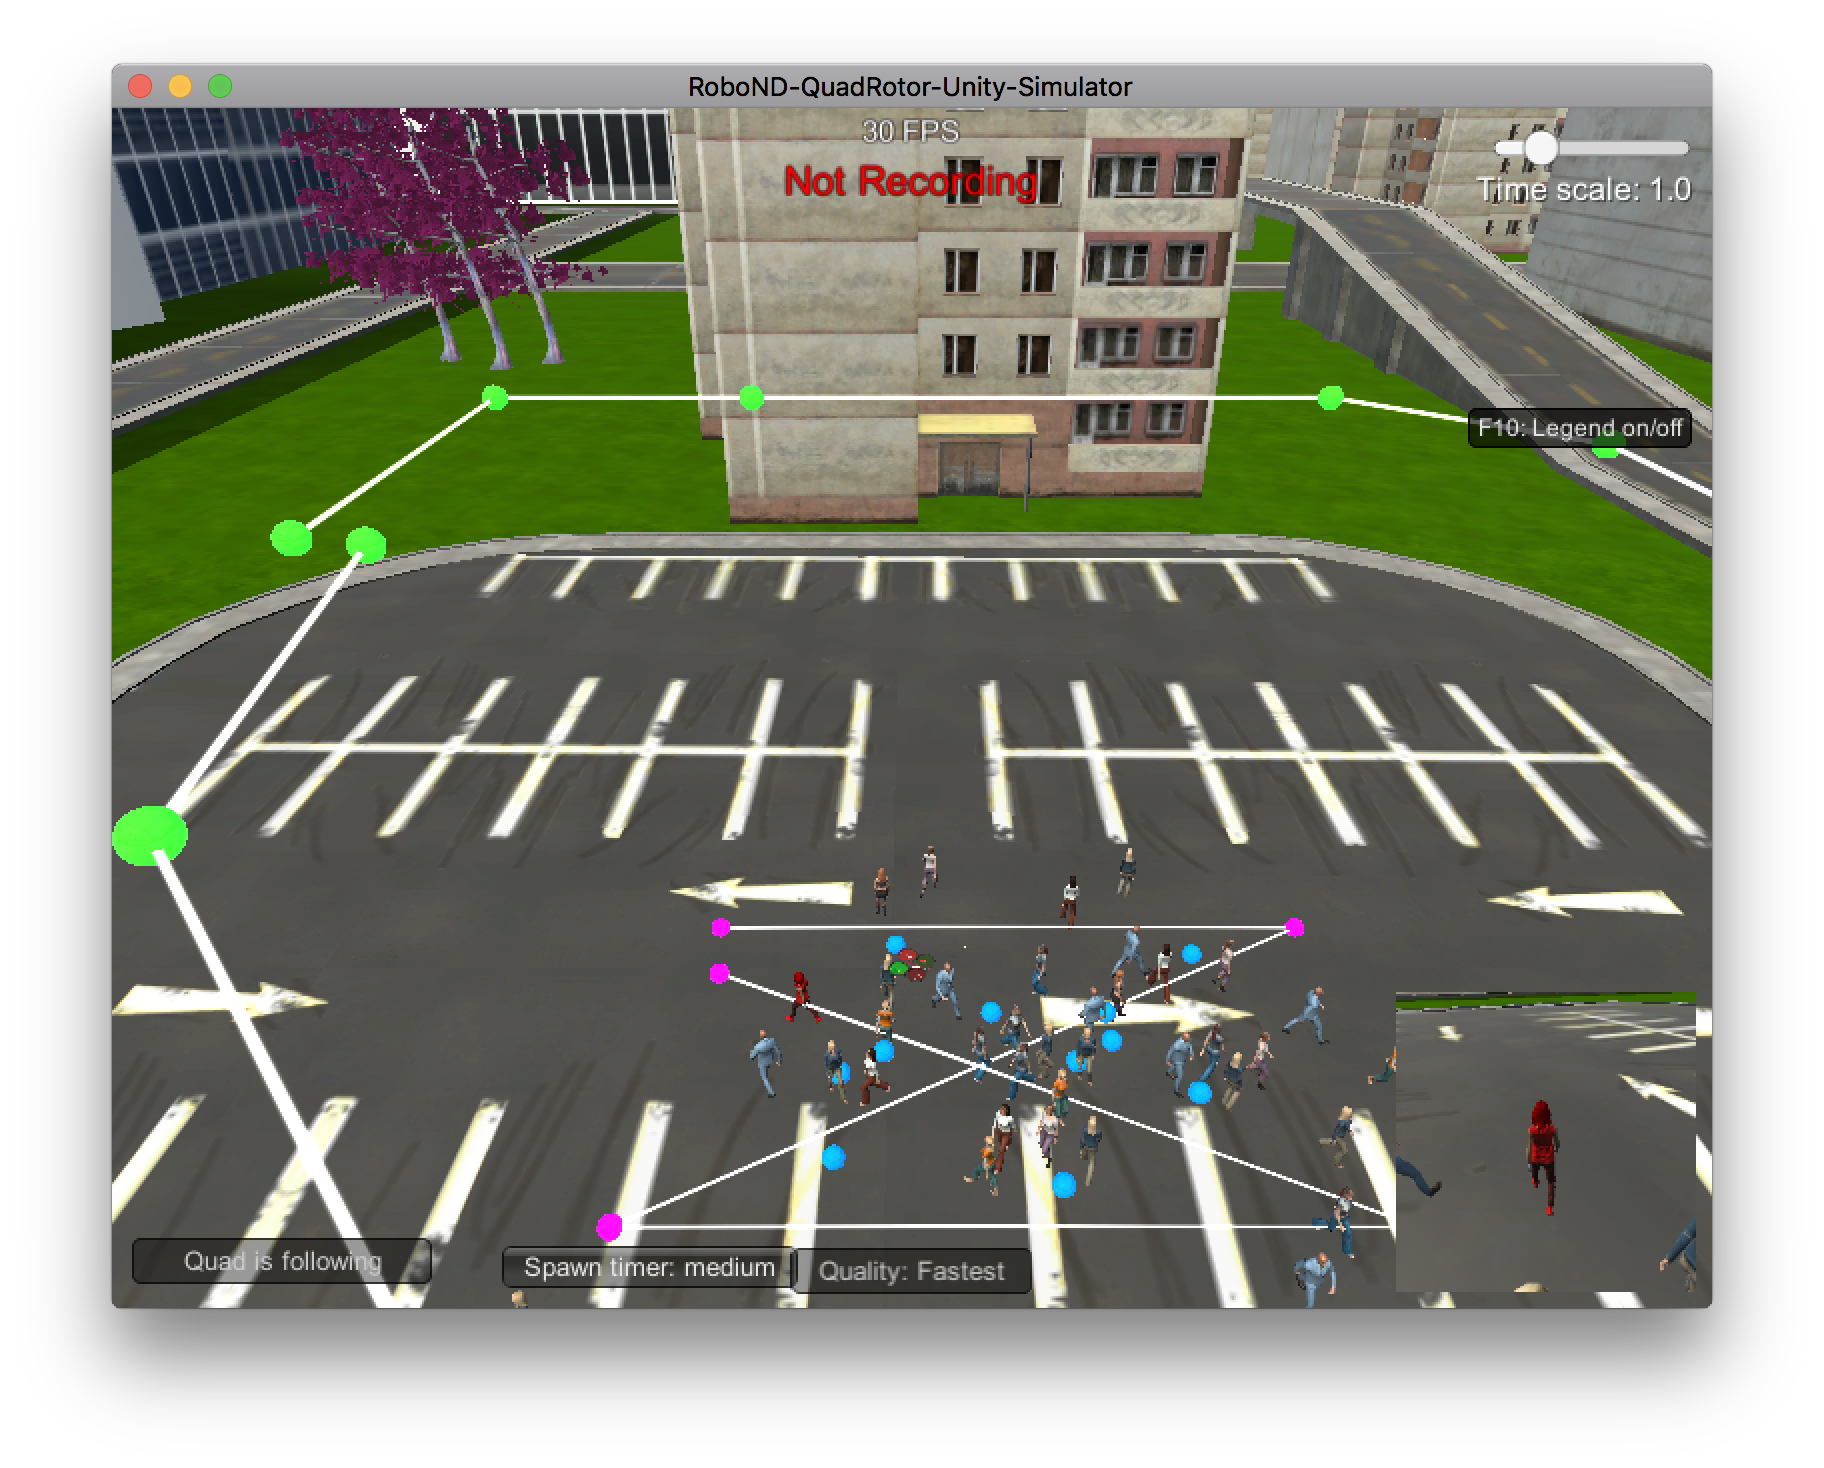 RoboND-QuadRotor-Unity-Simulator
30 FPS
Not Recording
Time scale: 1.0
F10: Legend on/off
Quad is following
Spawn timer: medium
Quality: Fastest